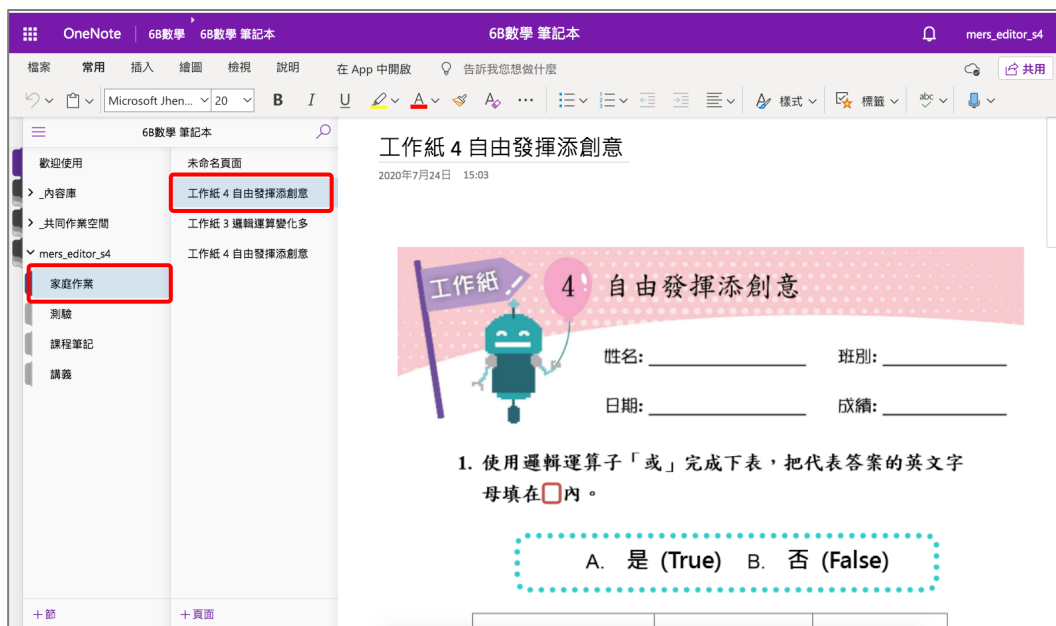 OneNote 6B數學 6B數學 筆記本 6B數學 筆記本 mers_editor_s4
檔案 常用 插入 繪圖 檢視 說明 在 App 中開啟 告訴我您想做什麼 共用
Microsoft Jhen... 20 B I U A A ... A 樣式 標籤 abc
6B數學 筆記本
歡迎使用
_內容庫
_共同作業空間
mers_editor_s4
家庭作業
測驗
課程筆記
講義
+節
未命名頁面
工作紙 4 自由發揮添創意
工作紙 3 邏輯運算變化多
工作紙 4 自由發揮添創意
+頁面
工作紙 4 自由發揮添創意
2020年7月24日 15:03
工作紙 4 自由發揮添創意
姓名: 班別:
日期: 成績:
1. 使用邏輯運算子「或」完成下表,把代表答案的英文字
母填在內。
A. 是 (True) B. 否 (False)